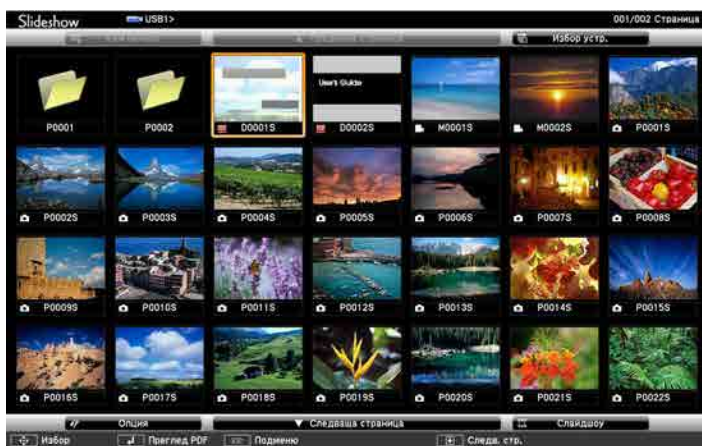 Slideshow USB1> 001/002 Страница
Избор устр.
P0001 P0002 D0001S D0002S M0001S M0002S P0001S
User's Guide
P0002S P0003S P0004S P0005S P0006S P0007S P0008S
P0009S P0010S P0011S P0012S P0013S P0014S P0015S
P0016S P0017S P0018S P0019S P0020S P0021S P0022S
Опция ▼ Следваща страница Слайдшоу
Избор Преглед PDF Подменю Следв. стр.